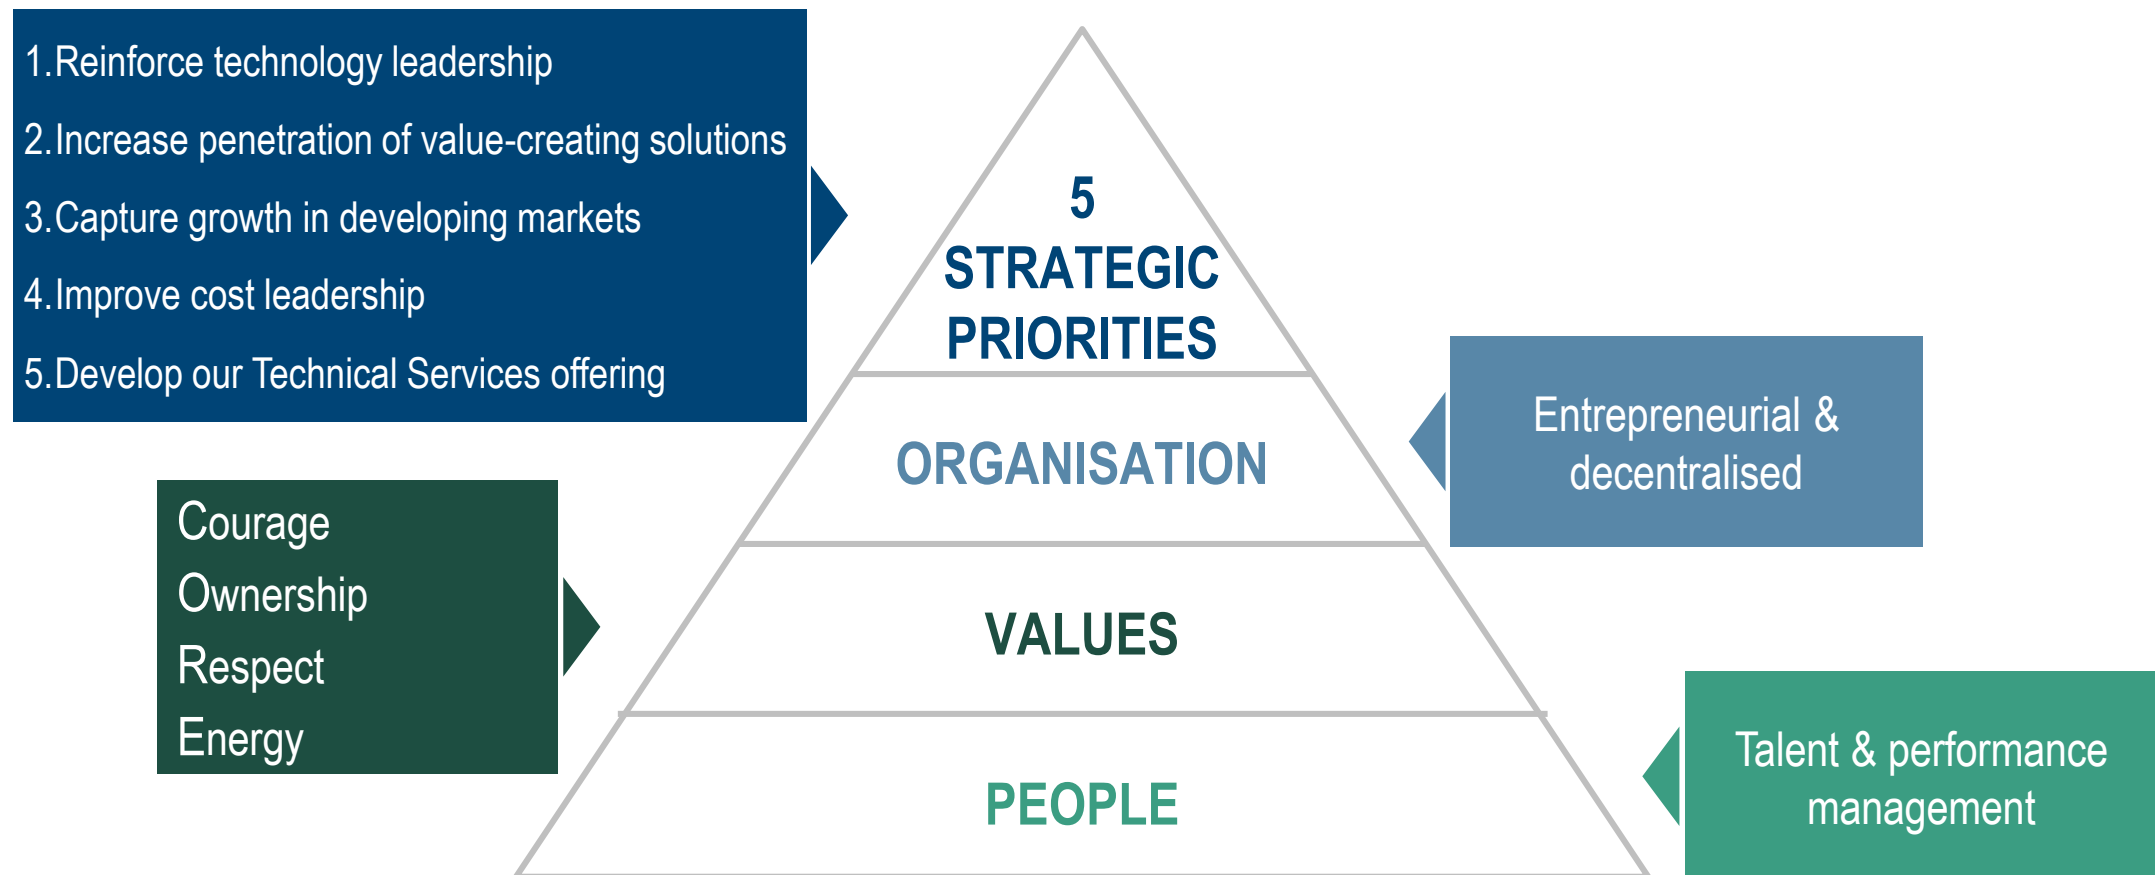 1.Reinforce technology leadership
2.Increase penetration of value-creating solutions
3.Capture growth in developing markets
4.Improve cost leadership
5.Develop our Technical Services offering
5
STRATEGIC
PRIORITIES
ORGANISATION
Entrepreneurial &
decentralised
Courage
Ownership
Respect
Energy
VALUES
PEOPLE
Talent & performance
management